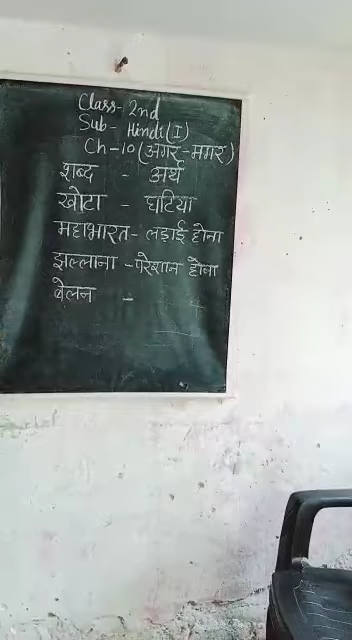 Class- 2nd
Sub- Hindi (I)
Ch-10 (अगर-मगर)
शब्द - अर्थ
खोटा - घटिया
महाभारत- लड़ाई होना
झल्लाना -परेशान होना
बेलन -